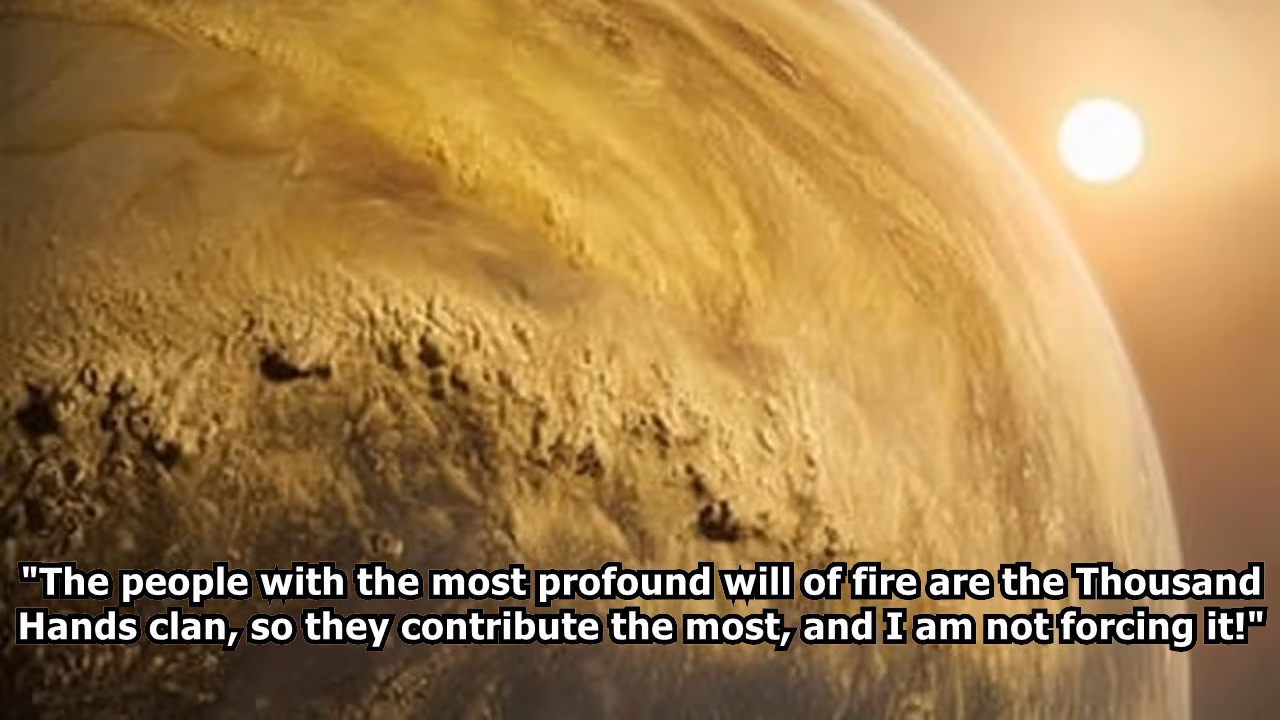 "The people with the most profound will of fire are the Thousand
Hands clan, so they contribute the most, and I am not forcing it!"